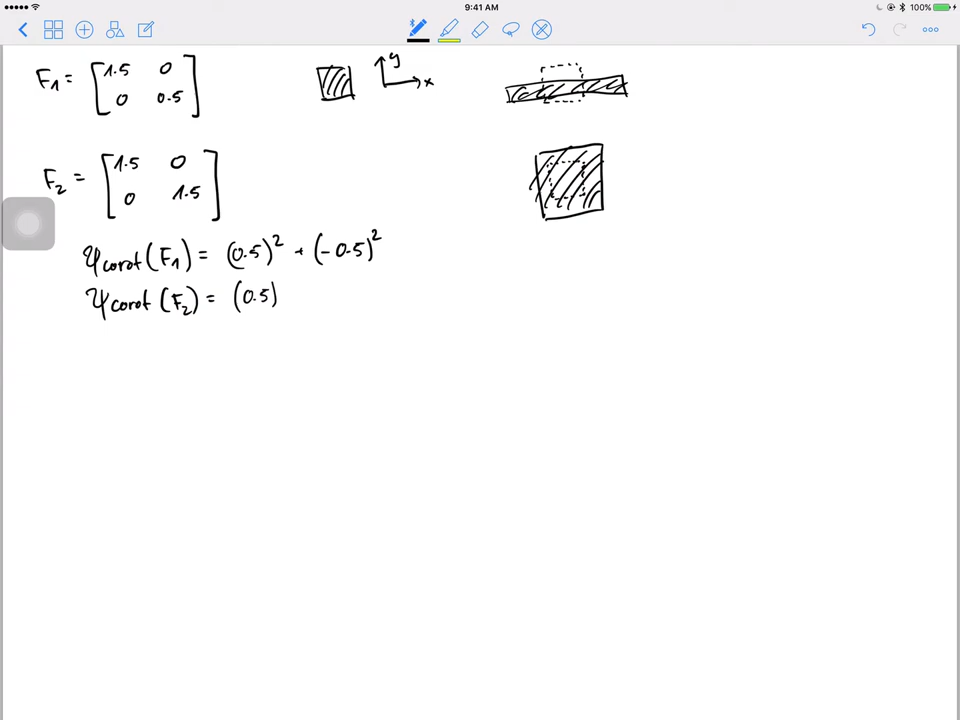 9:41 AM
100%
F₁ = [1.5 0
0 0.5]
y
x
F₂ = [1.5 0
0 1.5]
Ψcorot(F₁) = (0.5)² + (-0.5)²
Ψcorot(F₂) = (0.5)